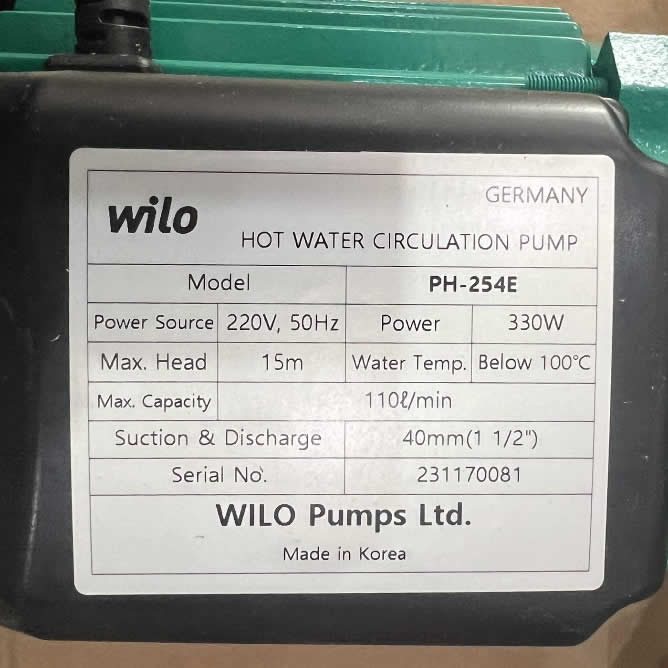 wilo
GERMANY
HOT WATER CIRCULATION PUMP
Model PH-254E
Power Source 220V, 50Hz Power 330W
Max. Head 15m Water Temp. Below 100℃
Max. Capacity 110ℓ/min
Suction & Discharge 40mm(1 1/2")
Serial No. 231170081
WILO Pumps Ltd.
Made in Korea